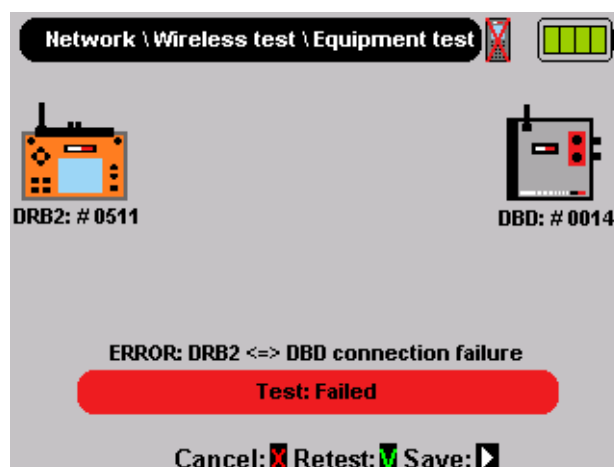 Network \ Wireless test \ Equipment test
DRB2: # 0511
DBD: # 0014
ERROR: DRB2 <=> DBD connection failure
Test: Failed
Cancel: X Retest: V Save: